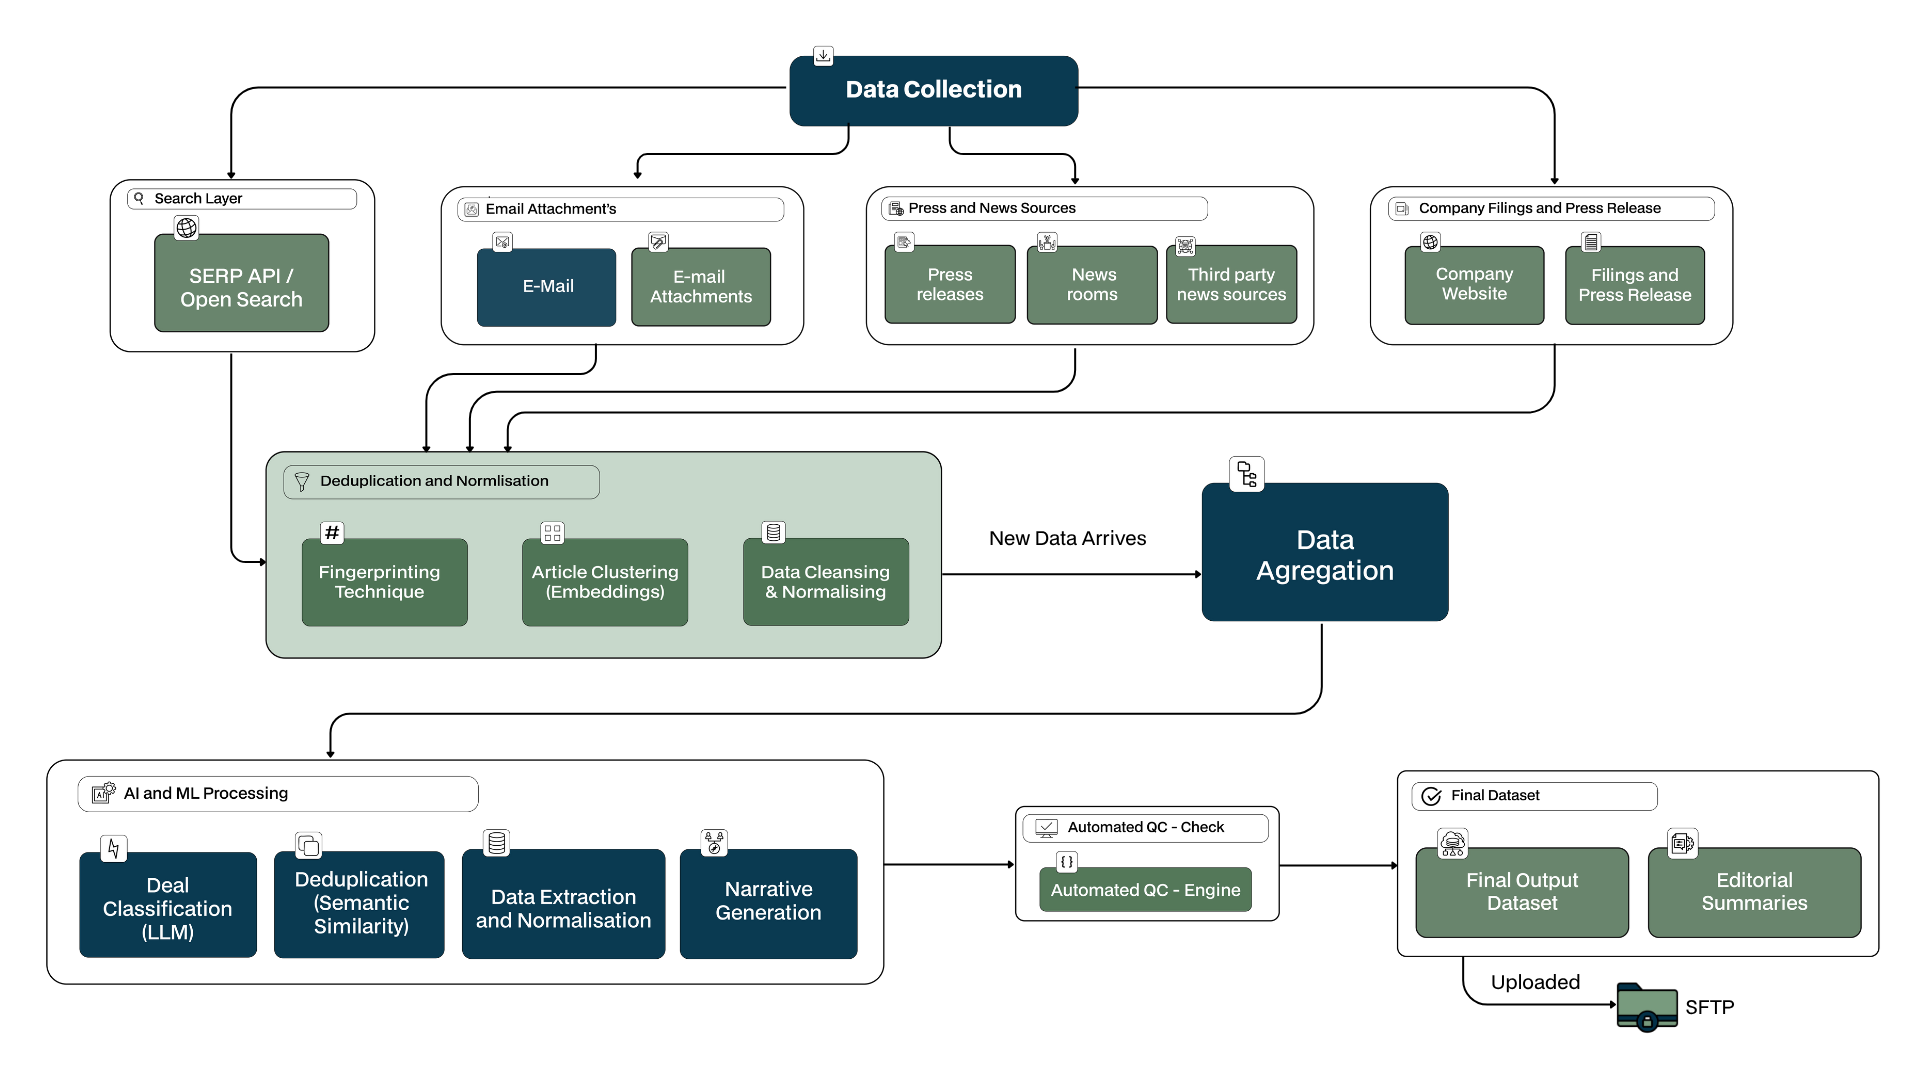 Data Collection
Search Layer
SERP API /
Open Search
Email Attachment's
E-Mail
E-mail
Attachments
Press and News Sources
Press
releases
News
rooms
Third party
news sources
Company Filings and Press Release
Company
Website
Filings and
Press Release
Deduplication and Normlisation
#
Fingerprinting
Technique
Article Clustering
(Embeddings)
Data Cleansing
& Normalising
New Data Arrives
Data
Agregation
AI and ML Processing
AI
Deal
Classification
(LLM)
Deduplication
(Semantic
Similarity)
Data Extraction
and Normalisation
Narrative
Generation
Automated QC - Check
{ }
Automated QC - Engine
Final Dataset
Final Output
Dataset
Editorial
Summaries
Uploaded
SFTP